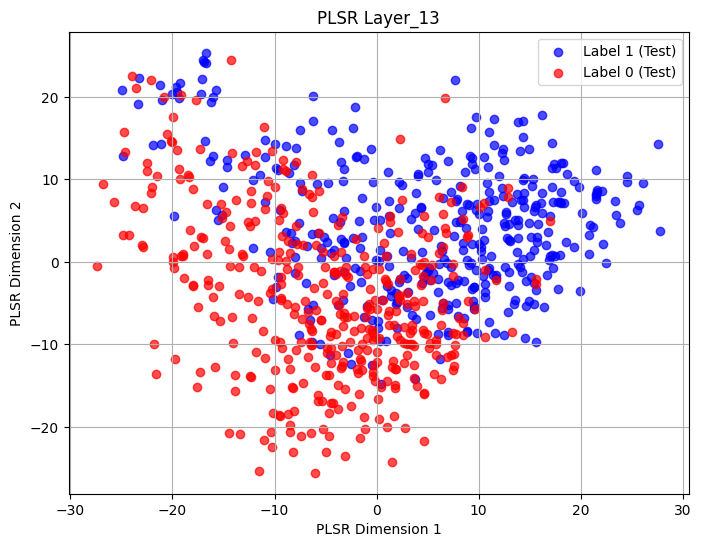 PLSR Layer_13
Label 1 (Test)
Label 0 (Test)
PLSR Dimension 2
20
10
0
−10
−20
−30
−20
−10
0
10
20
30
PLSR Dimension 1